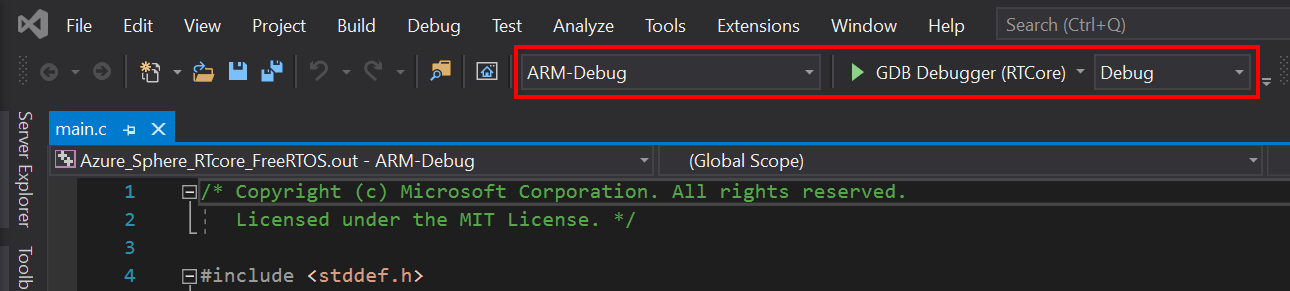 File Edit View Project Build Debug Test Analyze Tools Extensions Window Help Search (Ctrl+Q)
ARM-Debug GDB Debugger (RTCore) Debug
Server Explorer
Toolb
main.c
Azure_Sphere_RTcore_FreeRTOS.out - ARM-Debug (Global Scope)
1 /* Copyright (c) Microsoft Corporation. All rights reserved.
2 Licensed under the MIT License. */
3
4 #include <stddef.h>